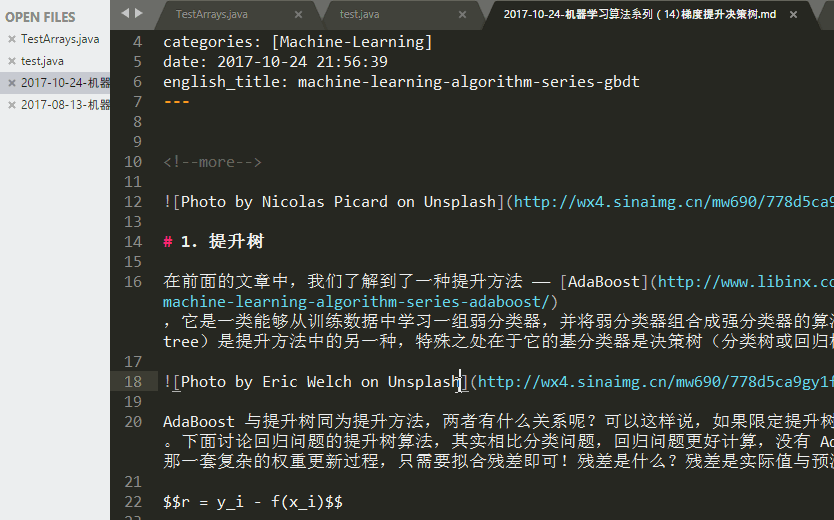 OPEN FILES
TestArrays.java
test.java
2017-10-24-机器
2017-08-13-机器
TestArrays.java
test.java
2017-10-24-机器学习算法系列(14)梯度提升决策树.md
4 categories: [Machine-Learning]
5 date: 2017-10-24 21:56:39
6 english_title: machine-learning-algorithm-series-gbdt
7 ---
8
9
10 <!--more-->
11
12 ![Photo by Nicolas Picard on Unsplash](http://wx4.sinaimg.cn/mw690/778d5ca9
13
14 # 1. 提升树
15
16 在前面的文章中，我们了解到了一种提升方法 —— [AdaBoost](http://www.libinx.co
machine-learning-algorithm-series-adaboost/)
，它是一类能够从训练数据中学习一组弱分类器，并将弱分类器组合成强分类器的算法
tree）是提升方法中的另一种，特殊之处在于它的基分类器是决策树（分类树或回归树
17
18 ![Photo by Eric Welch on Unsplash](http://wx4.sinaimg.cn/mw690/778d5ca9gy1f
19
20 AdaBoost 与提升树同为提升方法，两者有什么关系呢？可以这样说，如果限定提升树
。下面讨论回归问题的提升树算法，其实相比分类问题，回归问题更好计算，没有 Ad
那一套复杂的权重更新过程，只需要拟合残差即可！残差是什么？残差是实际值与预测
21
22 $$r = y_i - f(x_i)$$